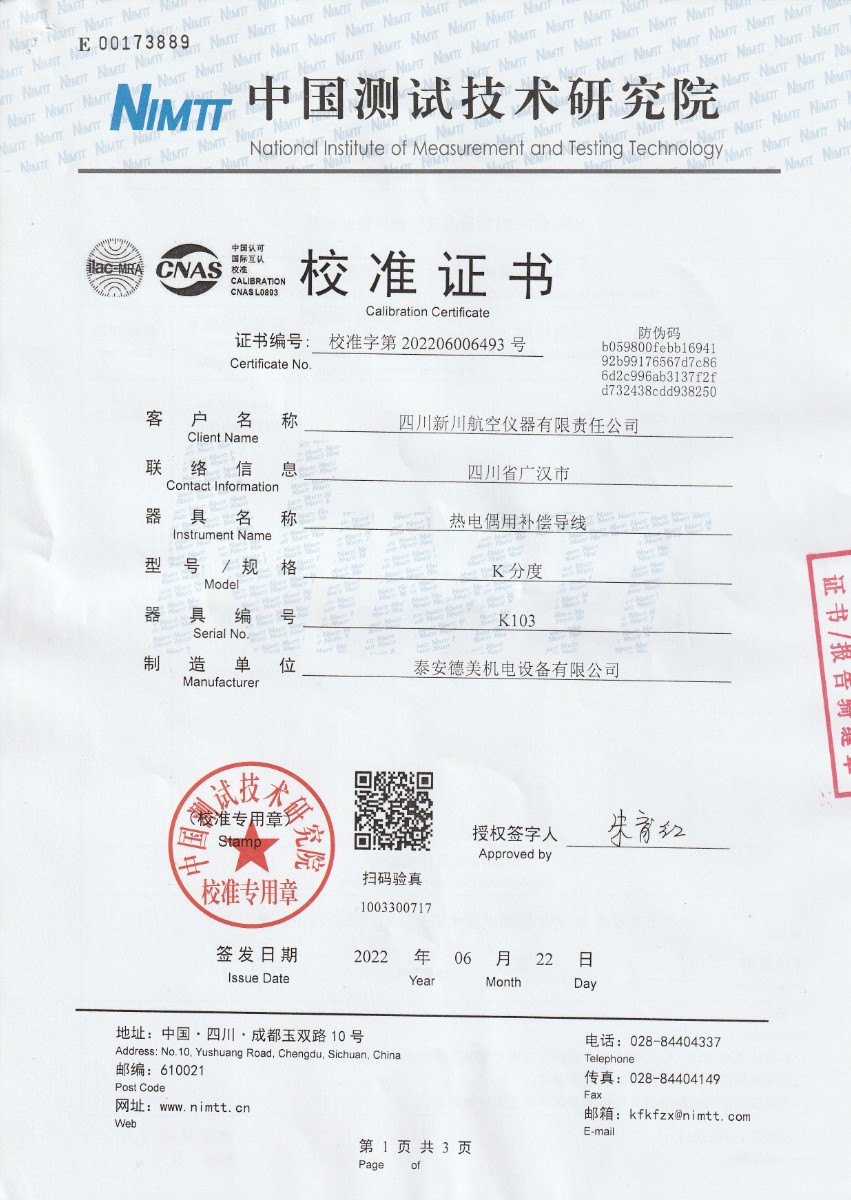 E 00173889
NIMTT 中国测试技术研究院
National Institute of Measurement and Testing Technology
ilac-MRA
CNAS
中国认可
国际互认
校准
CALIBRATION
CNAS L0893
校准证书
Calibration Certificate
证书编号: 校准字第 202206006493 号
Certificate No.
防伪码
b059800febb16941
92b99176567d7c86
6d2c996ab3137f2f
d732438cdd938250
客户名称 四川新川航空仪器有限责任公司
Client Name
联络信息 四川省广汉市
Contact Information
器具名称 热电偶用补偿导线
Instrument Name
型号/规格 K 分度
Model
器具编号 K103
Serial No.
制造单位 泰安德美机电设备有限公司
Manufacturer
证书/报告骑缝章
中国测试技术研究院
(校准专用章)
Stamp
校准专用章
扫码验真
1003300717
授权签字人
Approved by
签发日期 2022 年 06 月 22 日
Issue Date Year Month Day
地址: 中国·四川·成都玉双路 10 号
Address: No.10, Yushuang Road, Chengdu, Sichuan, China
邮编: 610021
Post Code
网址: www.nimtt.cn
Web
电话: 028-84404337
Telephone
传真: 028-84404149
Fax
邮箱: kfkfzx@nimtt.com
E-mail
第 1 页 共 3 页
Page of